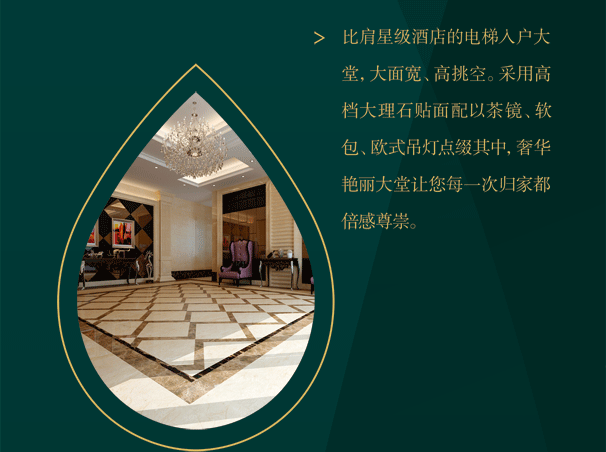 > 比肩星级酒店的电梯入户大
堂，大面宽、高挑空。采用高
档大理石贴面配以茶镜、软
包、欧式吊灯点缀其中，奢华
艳丽大堂让您每一次归家都
倍感尊崇。